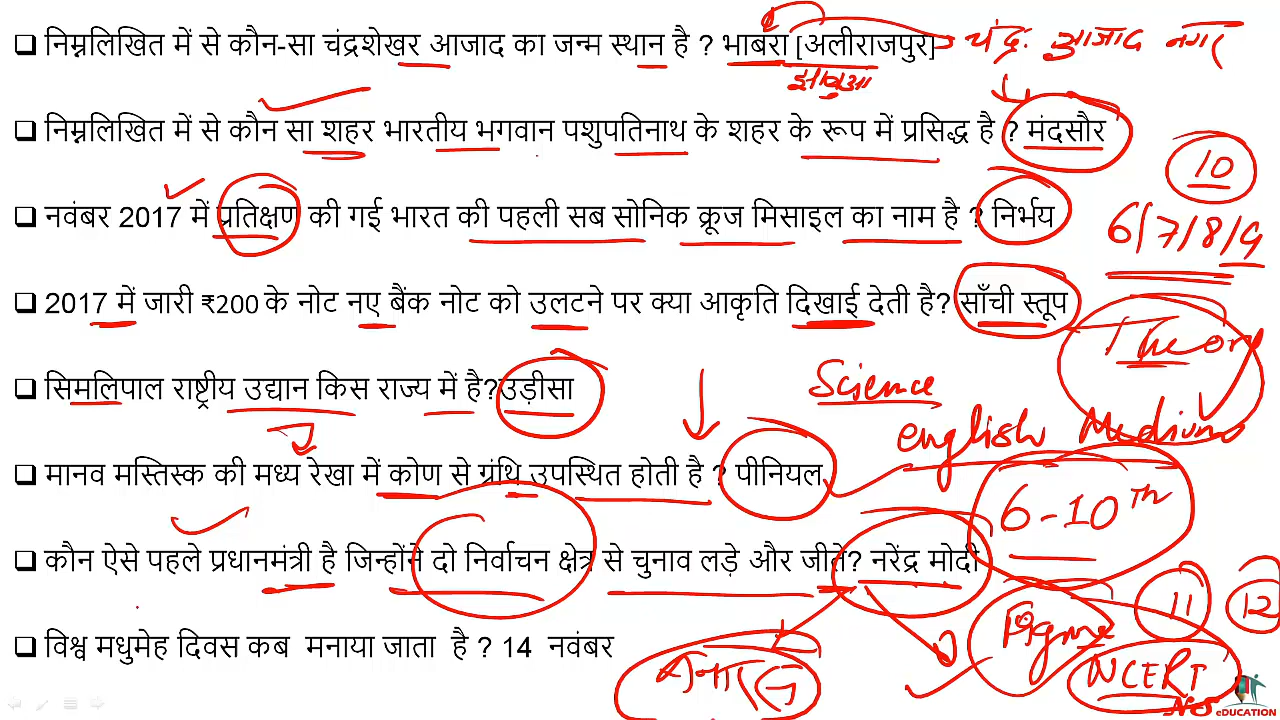 ❑ निम्नलिखित में से कौन-सा चंद्रशेखर आजाद का जन्म स्थान है ? भाबरा [अलीराजपुर] चंद्र: आजाद नगर
झाबुआ
❑ निम्नलिखित में से कौन सा शहर भारतीय भगवान पशुपतिनाथ के शहर के रूप में प्रसिद्ध है ? मंदसौर
10
❑ नवंबर 2017 में प्रतिक्षण की गई भारत की पहली सब सोनिक क्रूज मिसाइल का नाम है ? निर्भय
6/7/8/9
❑ 2017 में जारी ₹200 के नोट नए बैंक नोट को उलटने पर क्या आकृति दिखाई देती है? साँची स्तूप
Theory
❑ सिमलिपाल राष्ट्रीय उद्यान किस राज्य में है?उड़ीसा
Science
english Medium
❑ मानव मस्तिस्क की मध्य रेखा में कोण से ग्रंथि उपस्थित होती है ? पीनियल
6-10th
❑ कौन ऐसे पहले प्रधानमंत्री है जिन्होंने दो निर्वाचन क्षेत्र से चुनाव लड़े और जीते? नरेंद्र मोदी
11 12
❑ विश्व मधुमेह दिवस कब मनाया जाता है ? 14 नवंबर
NCERT
eDUCATION